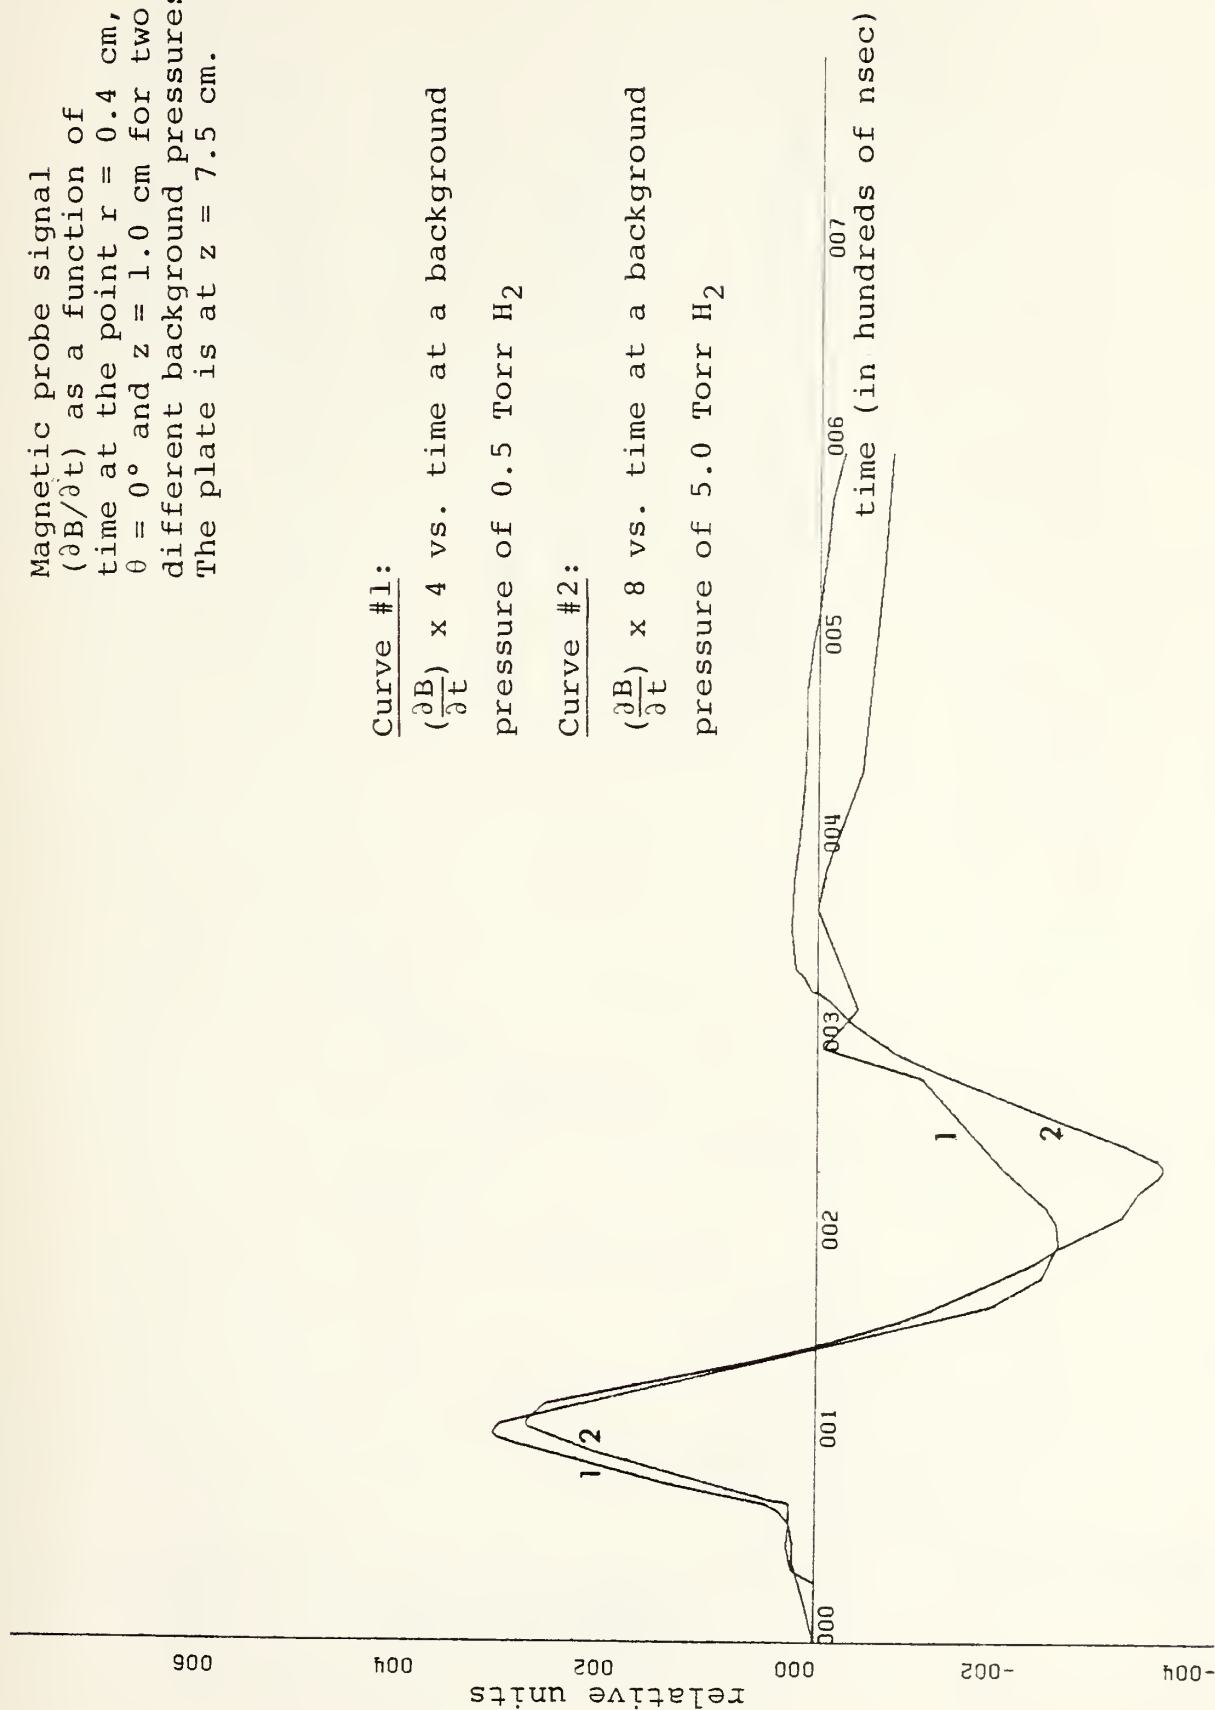 Magnetic probe signal
(∂B/∂t) as a function of
time at the point r = 0.4 cm,
θ = 0° and z = 1.0 cm for two
different background pressures
The plate is at z = 7.5 cm.
Curve #1:
(∂B/∂t) x 4 vs. time at a background
pressure of 0.5 Torr H2
Curve #2:
(∂B/∂t) x 8 vs. time at a background
pressure of 5.0 Torr H2
relative units
006
004
002
000
-002
-004
000
001
002
003
004
005
006
007
time (in hundreds of nsec)
1
2
1
2